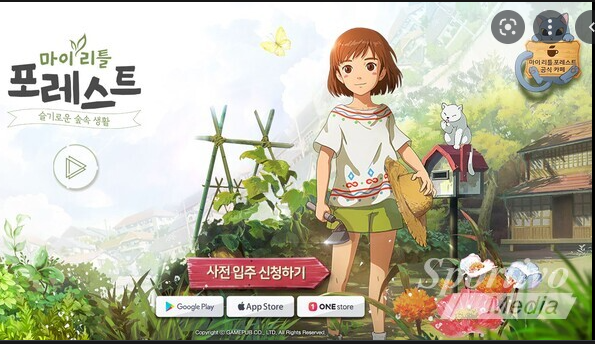 마이 리틀
포레스트
슬기로운 숲속 생활
마이 리틀 포레스트
공식 카페
사전 입주 신청하기
Google Play
App Store
ONE store
Copyright ⓒ GAMEPUB.CO., LTD, All Rights Reserved
Media